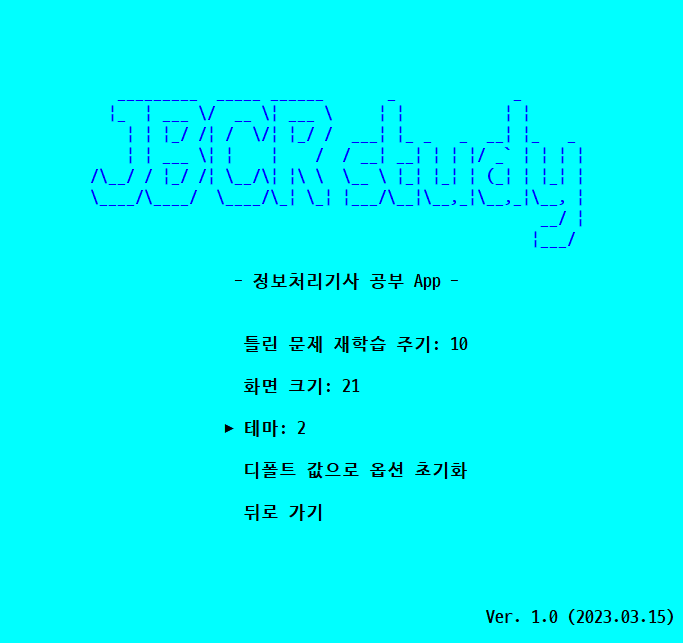 JBCR study
- 정보처리기사 공부 App -
틀린 문제 재학습 주기: 10
화면 크기: 21
▶ 테마: 2
디폴트 값으로 옵션 초기화
뒤로 가기
Ver. 1.0 (2023.03.15)